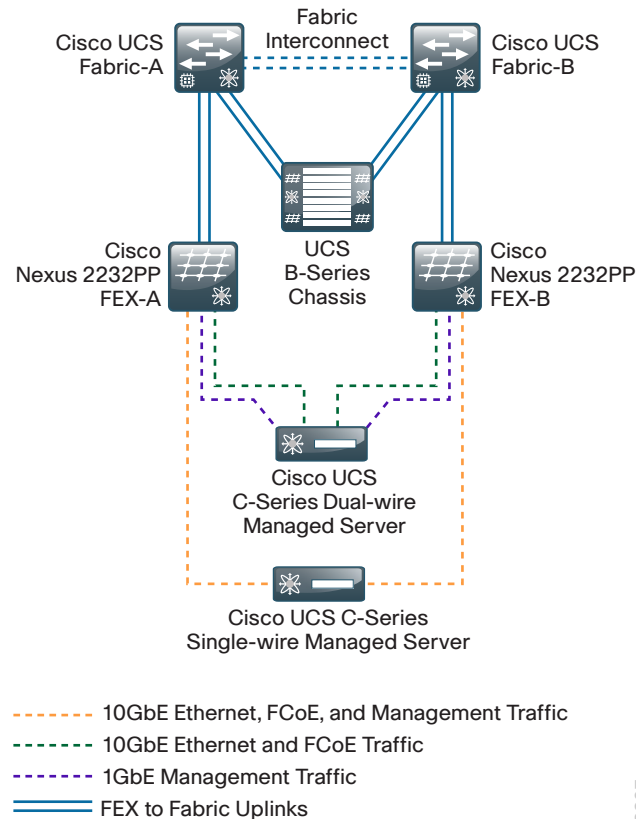 Fabric
Interconnect
Cisco UCS
Fabric-A
Cisco UCS
Fabric-B
Cisco
Nexus 2232PP
FEX-A
UCS
B-Series
Chassis
Cisco
Nexus 2232PP
FEX-B
Cisco UCS
C-Series Dual-wire
Managed Server
Cisco UCS C-Series
Single-wire Managed Server
10GbE Ethernet, FCoE, and Management Traffic
10GbE Ethernet and FCoE Traffic
1GbE Management Traffic
FEX to Fabric Uplinks